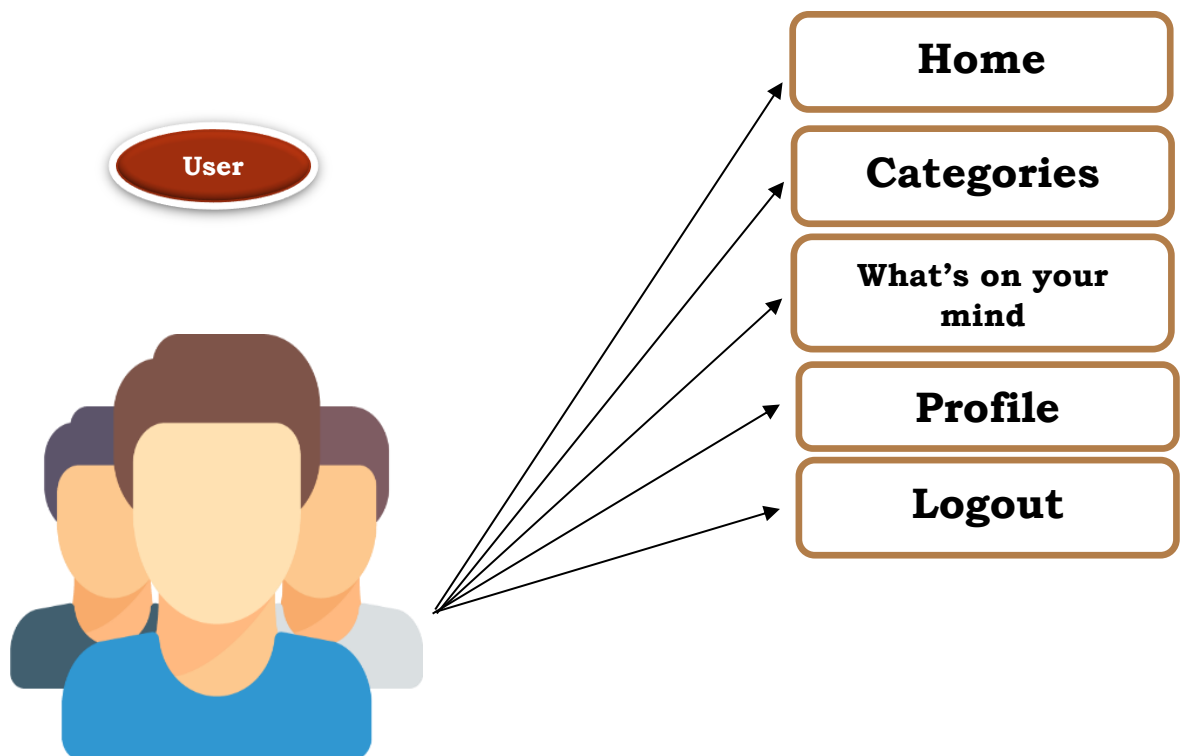 User
Home
Categories
What’s on your
mind
Profile
Logout